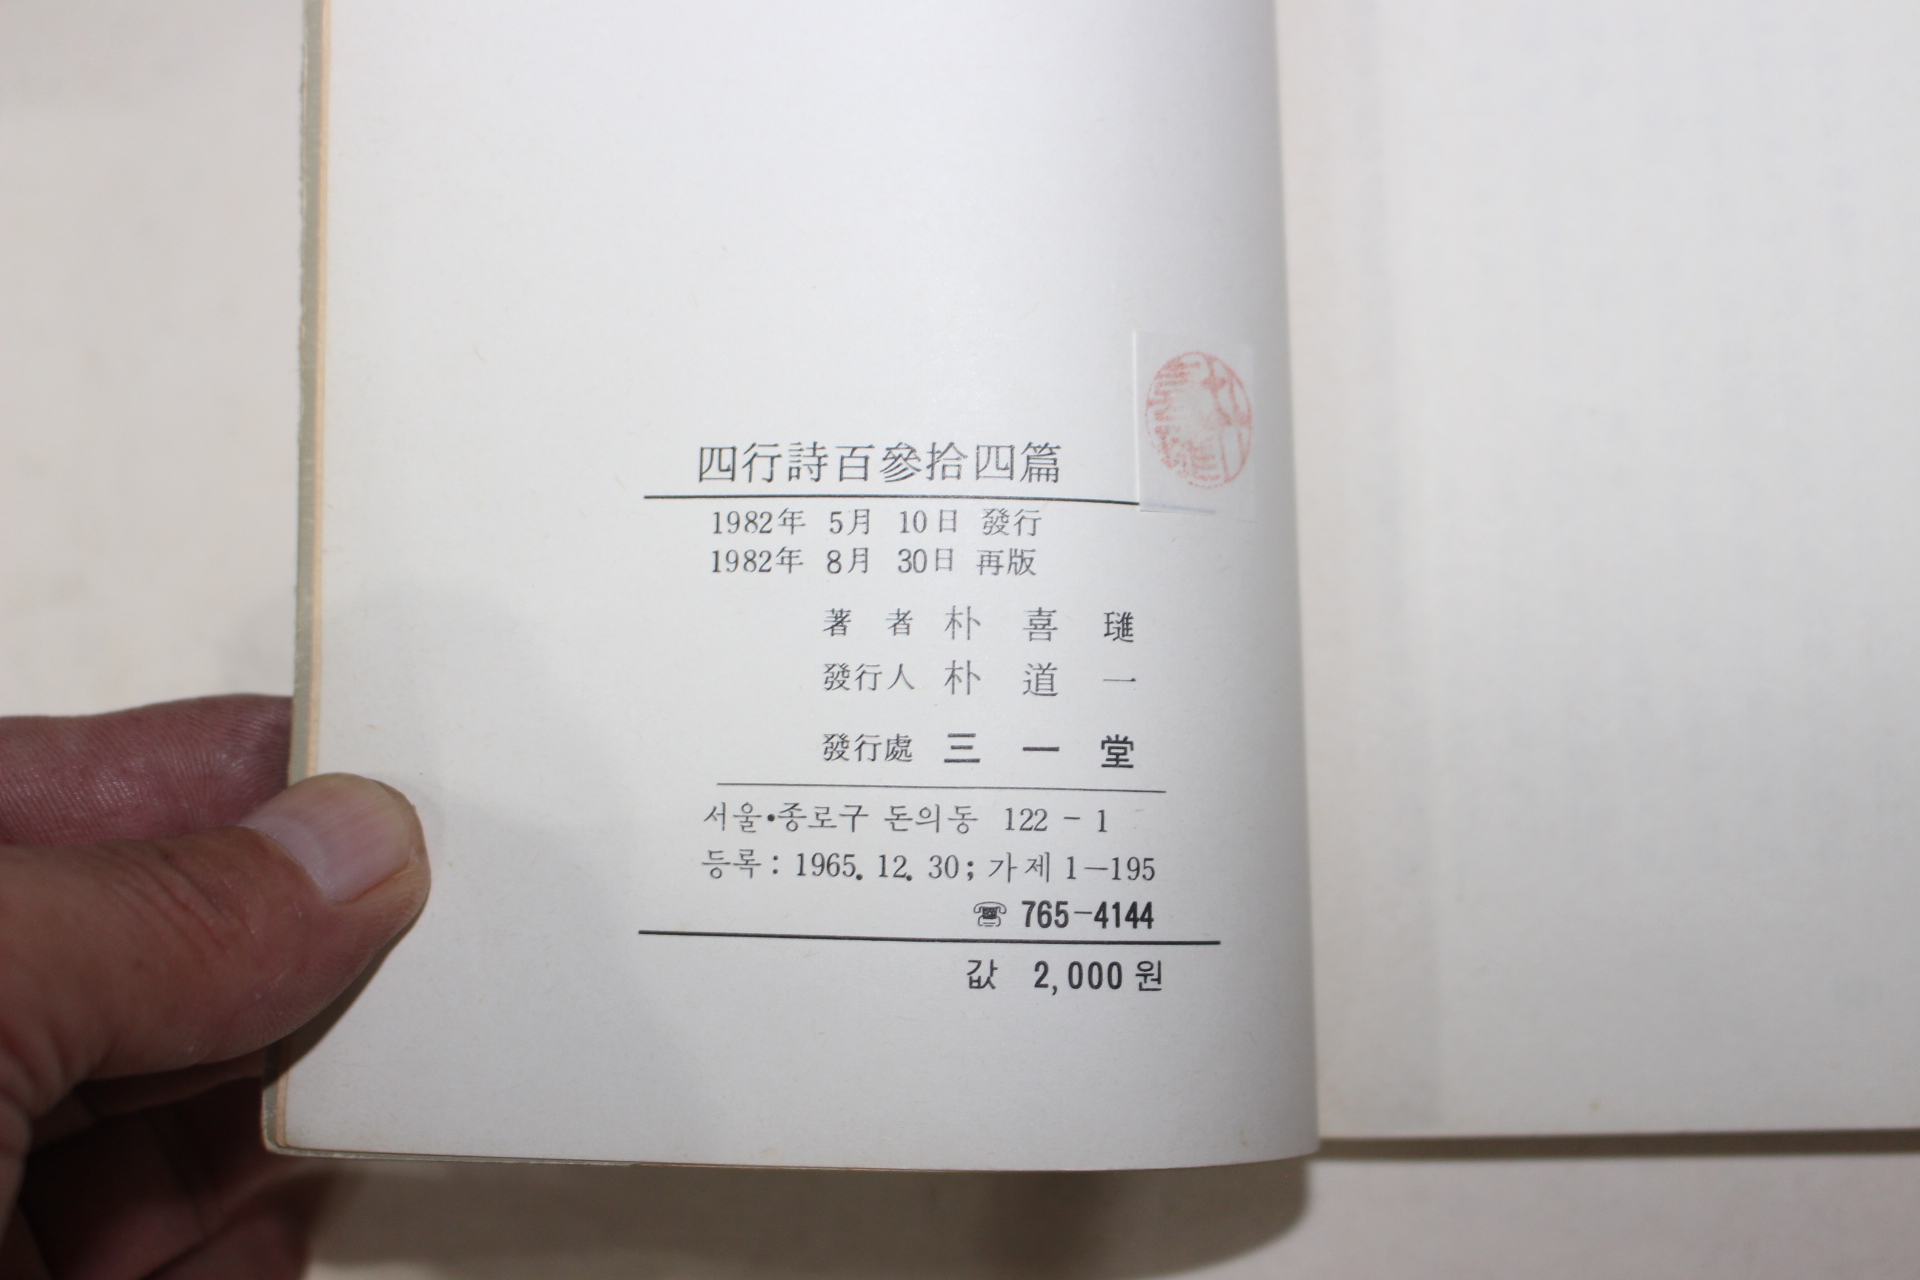 四行詩百參拾四篇
1982年 5月 10日 發行
1982年 8月 30日 再版
著 者 朴 喜 璡
發行人 朴 道 一
發行處 三 一 堂
서울•종로구 돈의동 122 - 1
등록 : 1965. 12. 30 ; 가 제 1-195
☎ 765-4144
값 2,000원